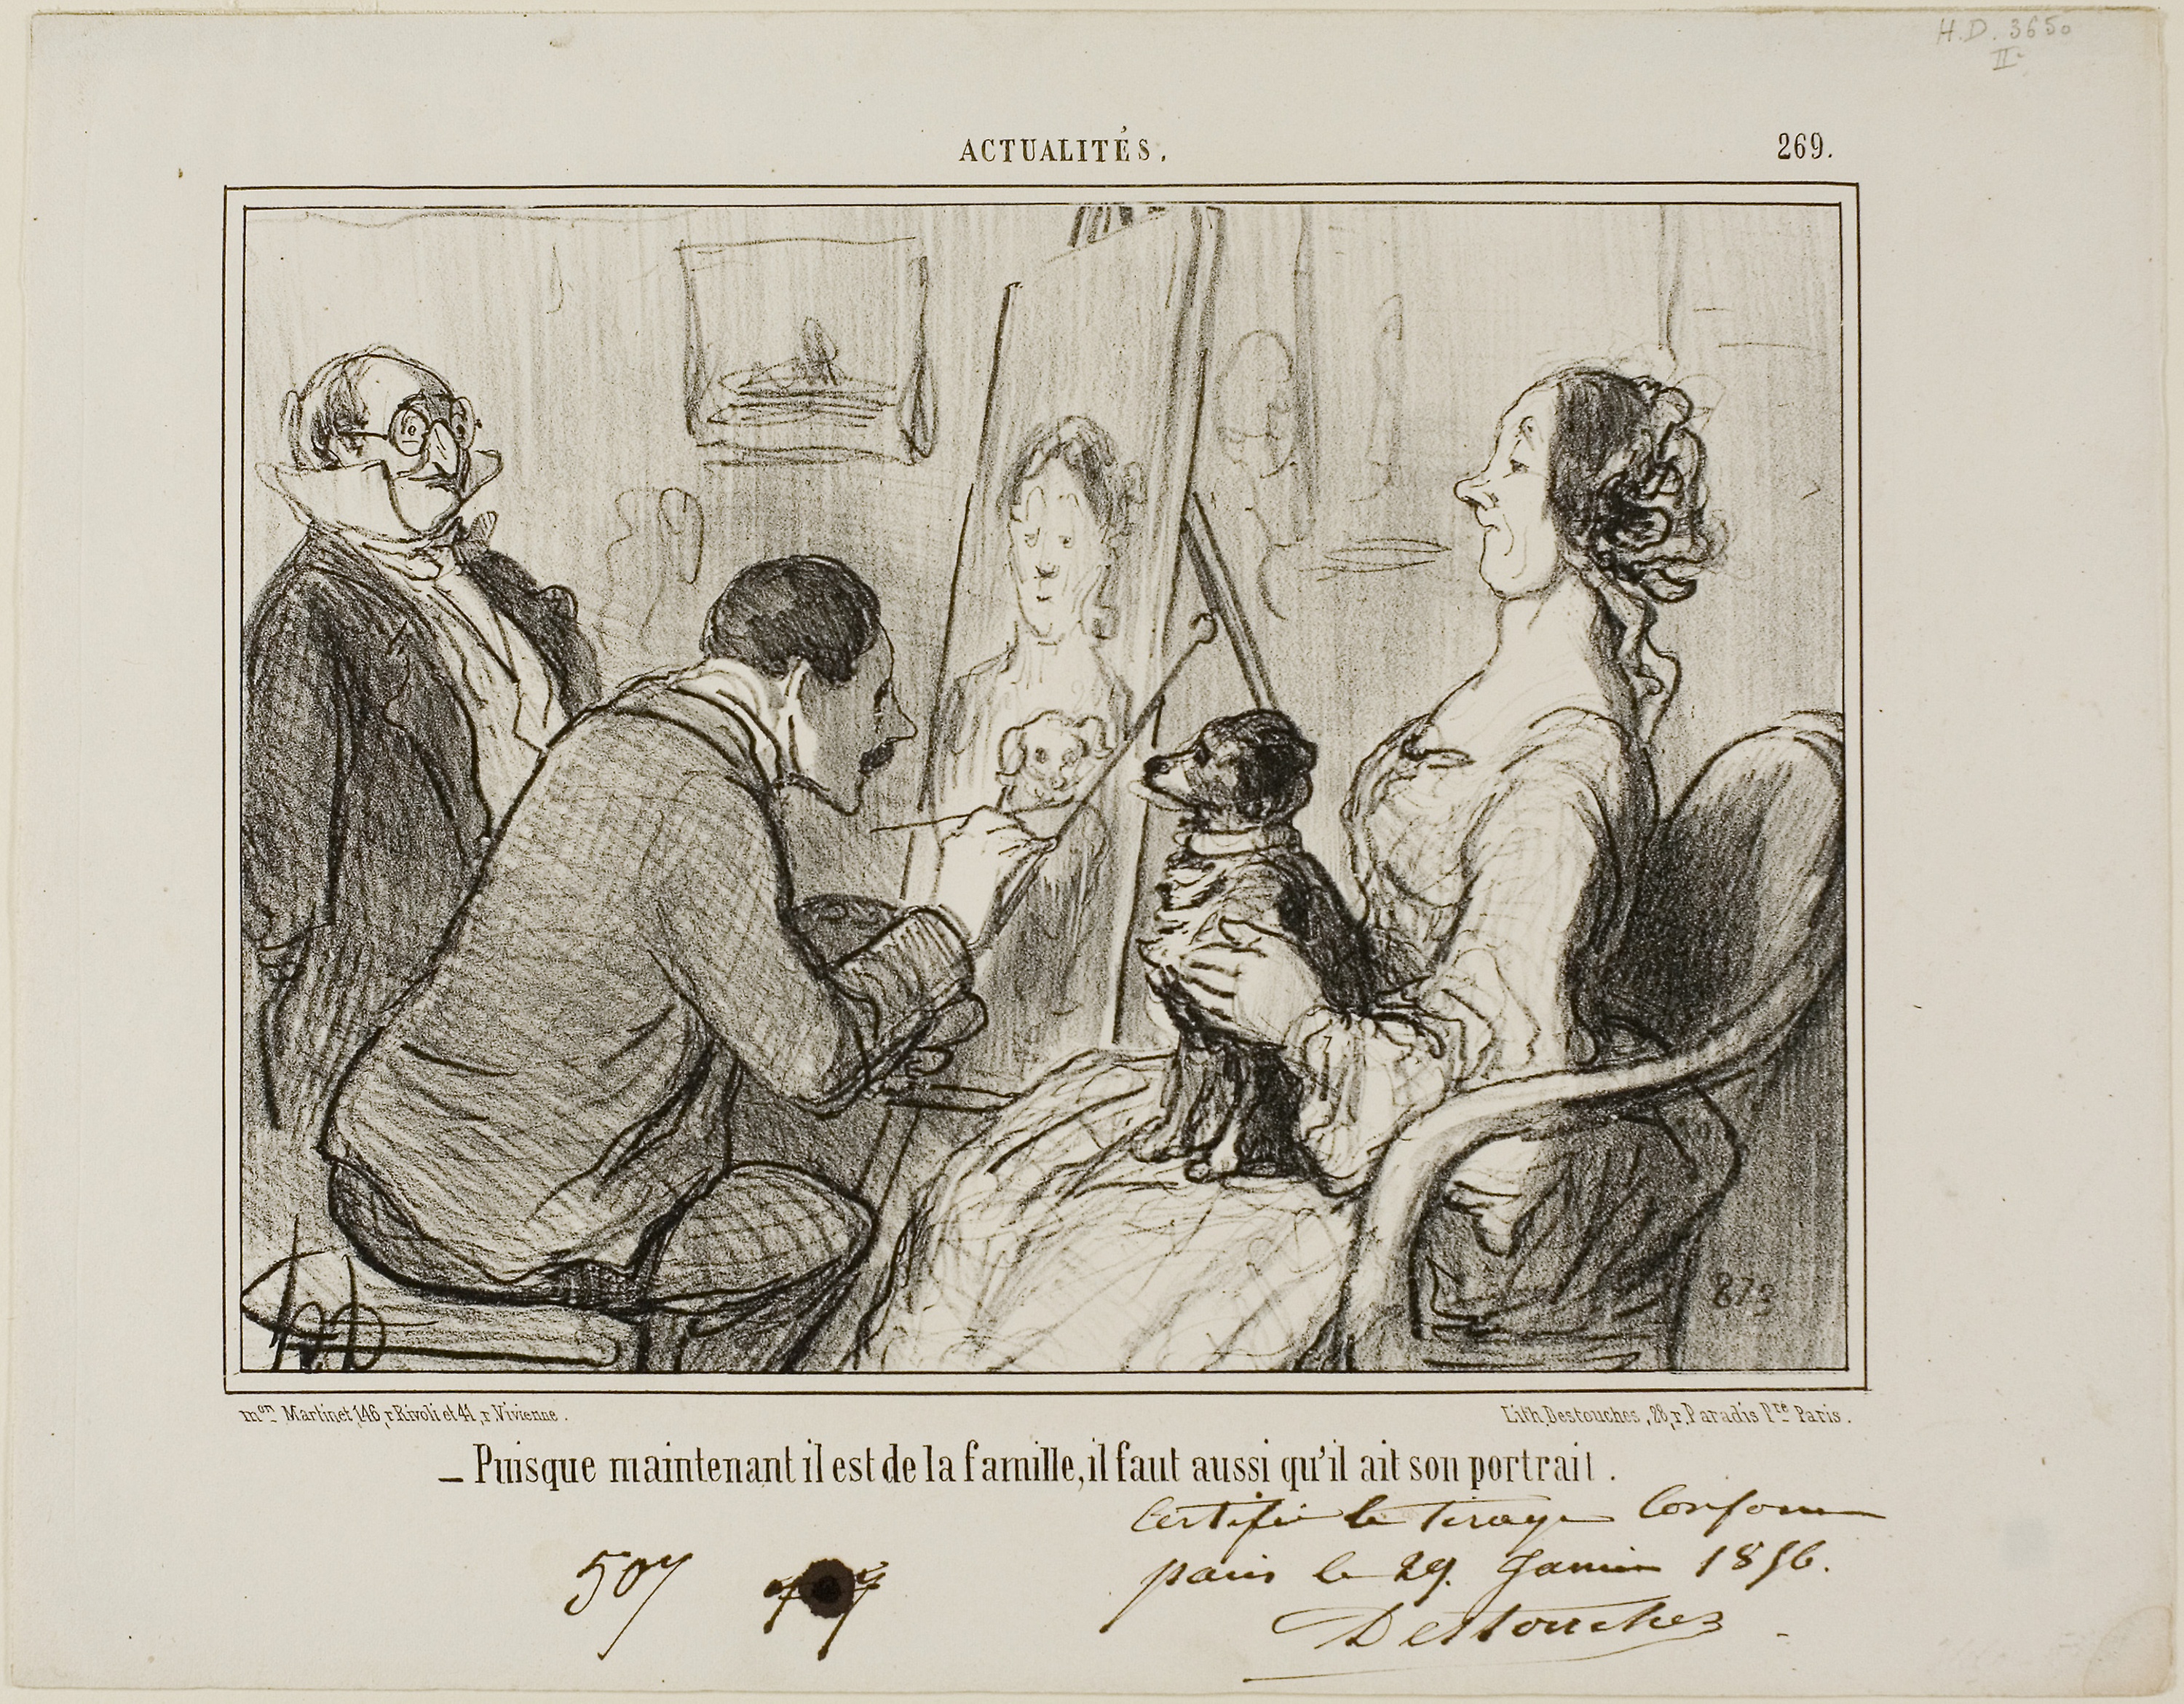 H.D. 3650
II
ACTUALITÉS.
269.
h.D.
872
mon Martinet, 146, r Rivoli et 41, r. Vivienne.
Lith. Destouches, 28, r. Paradis Pre Paris.
_ Puisque maintenant il est de la famille, il faut aussi qu'il ait son portrait.
Certifié le tirage Conforme
paris le 29. Janvier 1856.
507
Destouches